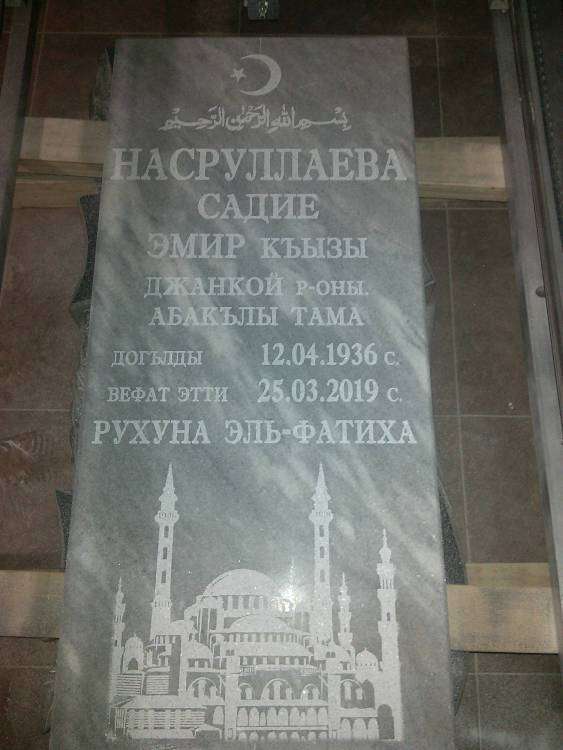 بسم الله الرحمن الرحيم
НАСРУЛЛАЕВА
САДИЕ
ЭМИР КЪЫЗЫ
ДЖАНКОЙ Р-ОНЫ.
АБАКЪЛЫ ТАМА
ДОГЪЛДЫ 12.04.1936 С.
ВЕФАТ ЭТТИ 25.03.2019 С.
РУХУНА ЭЛЬ-ФАТИХА